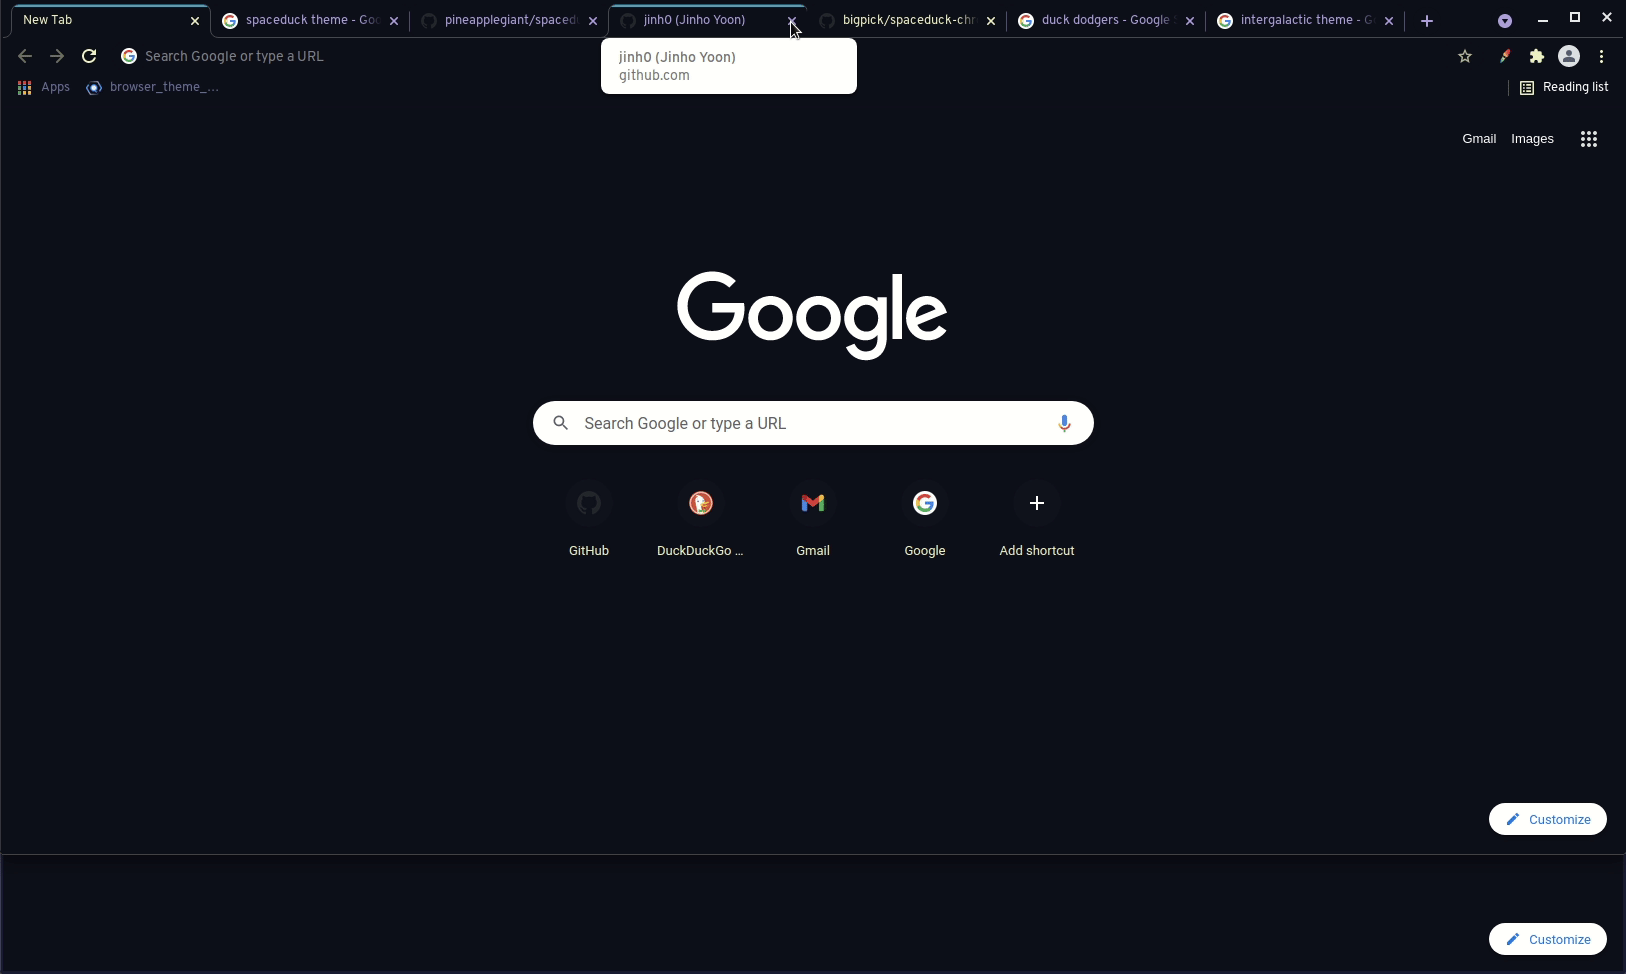 New Tab
spaceduck theme - Goo
pineapplegiant/spacedu
jinh0 (Jinho Yoon)
bigpick/spaceduck-chr
duck dodgers - Google S
intergalactic theme - Go
Search Google or type a URL
jinh0 (Jinho Yoon)
github.com
Apps
browser_theme_...
Reading list
Gmail
Images
Google
Search Google or type a URL
GitHub
DuckDuckGo ...
Gmail
Google
Add shortcut
Customize
Customize